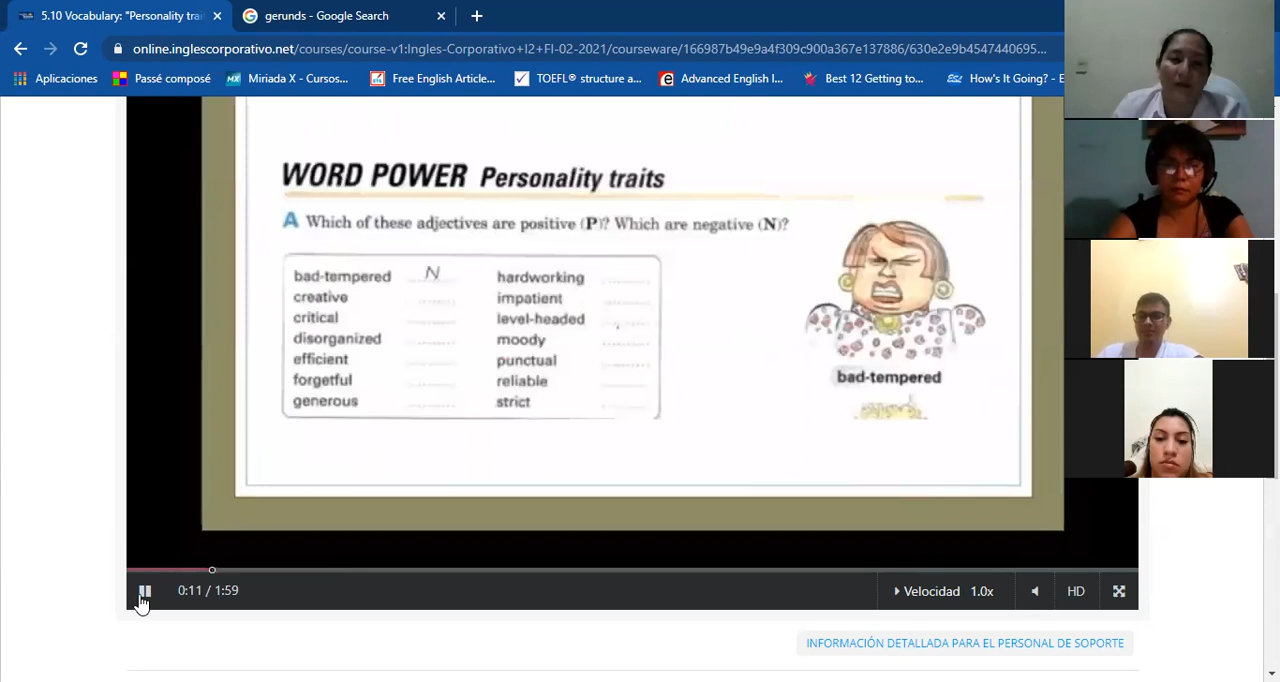 5.10 Vocabulary: "Personality trai
gerunds - Google Search
online.inglescorporativo.net/courses/course-v1:Ingles-Corporativo+I2+FI-02-2021/courseware/166987b49e9a4f309c900a367e137886/630e2e9b4547440695...
Aplicaciones Passé composé Miriada X - Cursos... Free English Article... TOEFL® structure a... Advanced English l... Best 12 Getting to... How's It Going? - E
WORD POWER Personality traits
A Which of these adjectives are positive (P)? Which are negative (N)?
bad-tempered N hardworking
creative impatient
critical level-headed
disorganized moody
efficient punctual
forgetful reliable
generous strict
bad-tempered
0:11 / 1:59 Velocidad 1.0x HD
INFORMACIÓN DETALLADA PARA EL PERSONAL DE SOPORTE